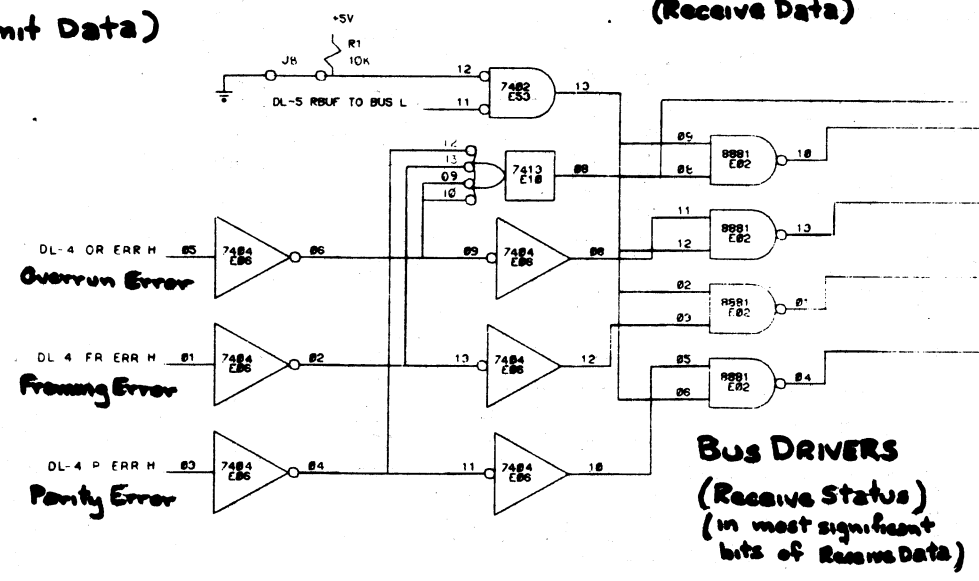 mit Data)
(Receive Data)
+5V
R1
10K
J8
12
7402
E53
13
DL-5 RBUF TO BUS L
11
12
13
09
10
7413
E10
08
09
08
8881
E02
10
11
12
8881
E02
13
DL-4 OR ERR H
05
7404
E06
06
09
7404
E06
08
Overrun Error
02
03
8881
E02
01
DL 4 FR ERR H
01
7404
E06
02
13
7404
E06
12
Framing Error
05
06
8881
E02
04
DL-4 P ERR H
03
7404
E06
04
11
7404
E06
10
Parity Error
BUS DRIVERS
(Receive Status)
(in most significant
bits of Receive Data)